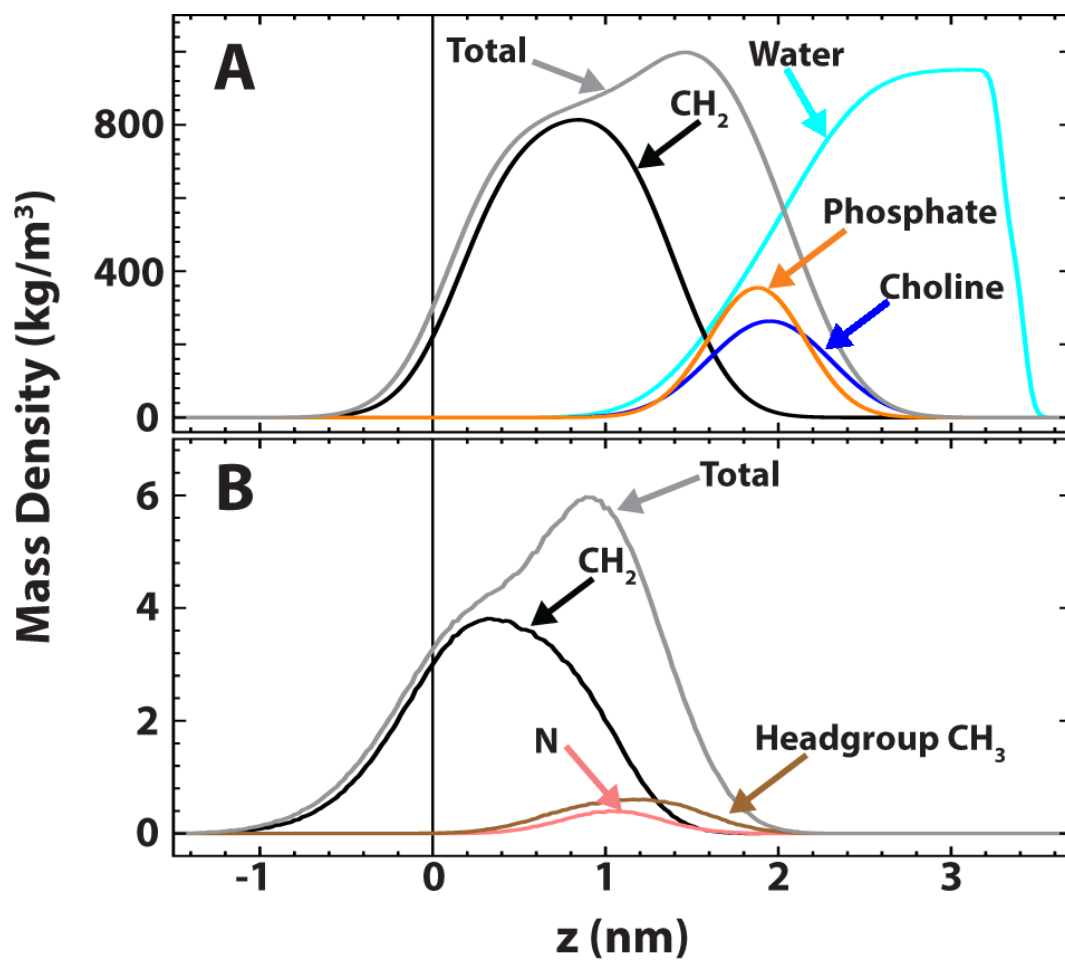 A
Total
Water
CH₂
Phosphate
Choline
800
400
0
Mass Density (kg/m³)
B
Total
CH₂
N
Headgroup CH₃
6
4
2
0
-1 0 1 2 3
z (nm)